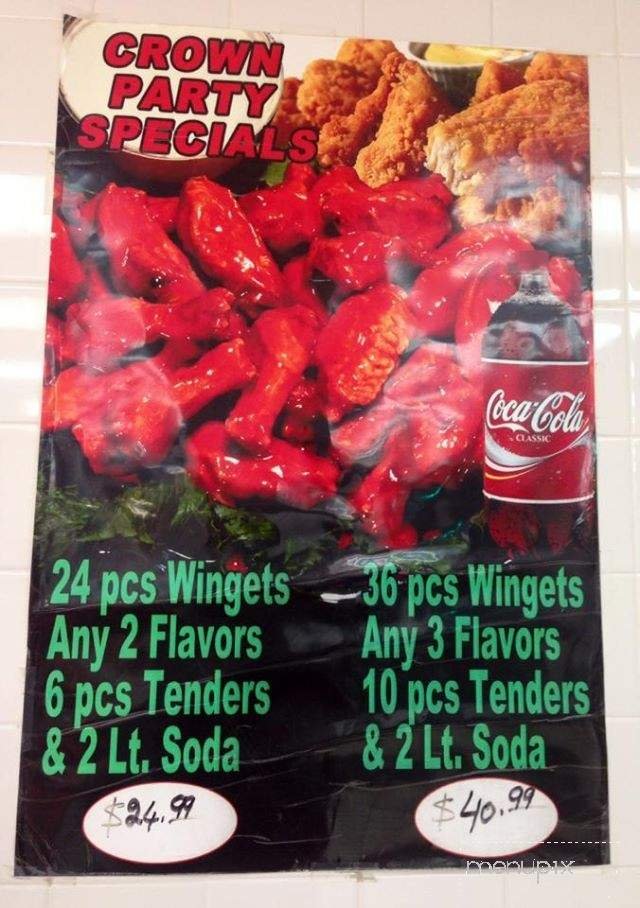 CROWN
PARTY
SPECIALS
Coca-Cola
CLASSIC
24 pcs Wingets
Any 2 Flavors
6 pcs Tenders
& 2 Lt. Soda
$24.99
36 pcs Wingets
Any 3 Flavors
10 pcs Tenders
& 2 Lt. Soda
$40.99
menupix